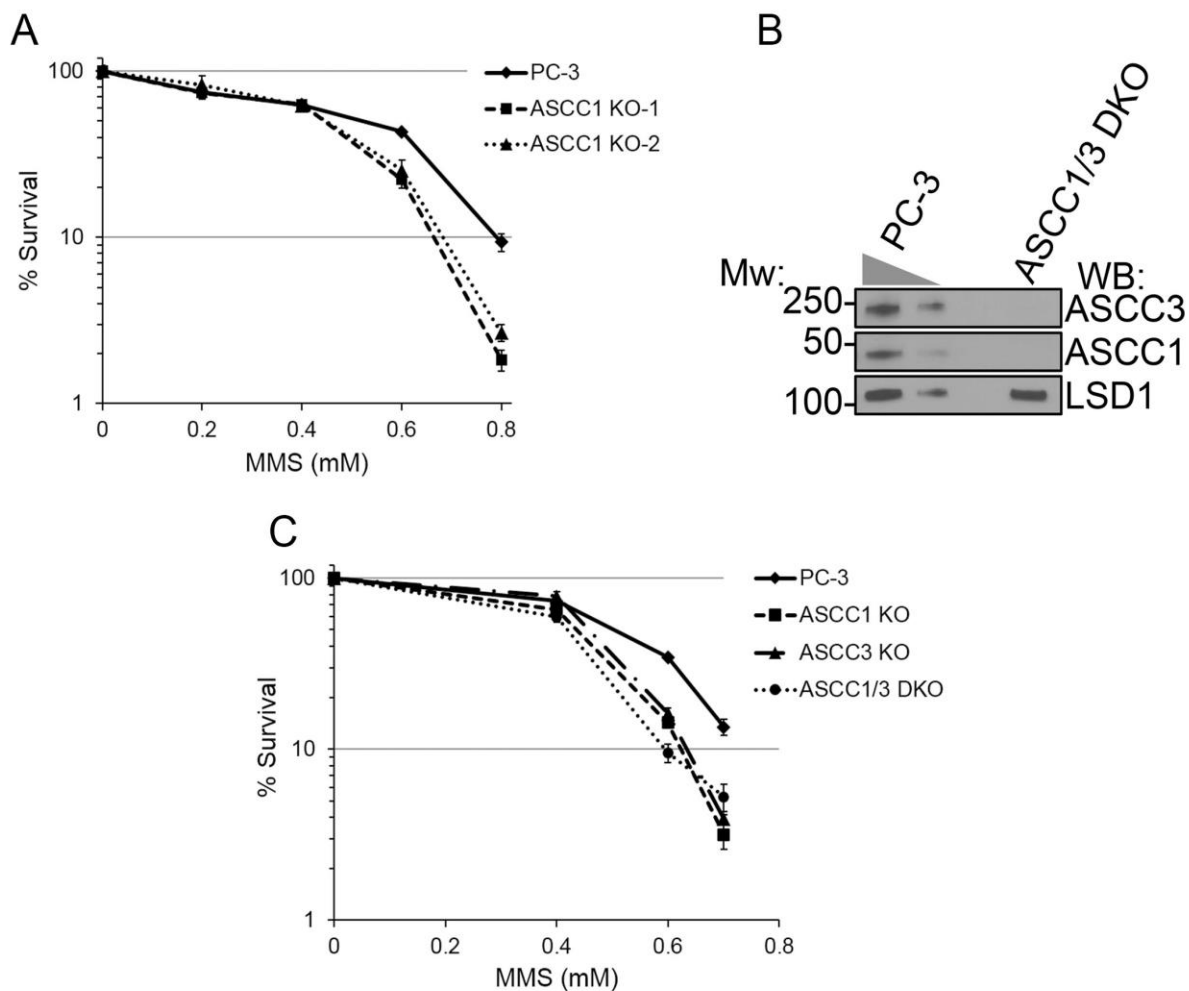 A
100
10
1
% Survival
0
0.2
0.4
0.6
0.8
MMS (mM)
PC-3
ASCC1 KO-1
ASCC1 KO-2
B
PC-3
ASCC1/3 DKO
Mw:
WB:
250
ASCC3
50
ASCC1
100
LSD1
C
100
10
1
% Survival
0
0.2
0.4
0.6
0.8
MMS (mM)
PC-3
ASCC1 KO
ASCC3 KO
ASCC1/3 DKO